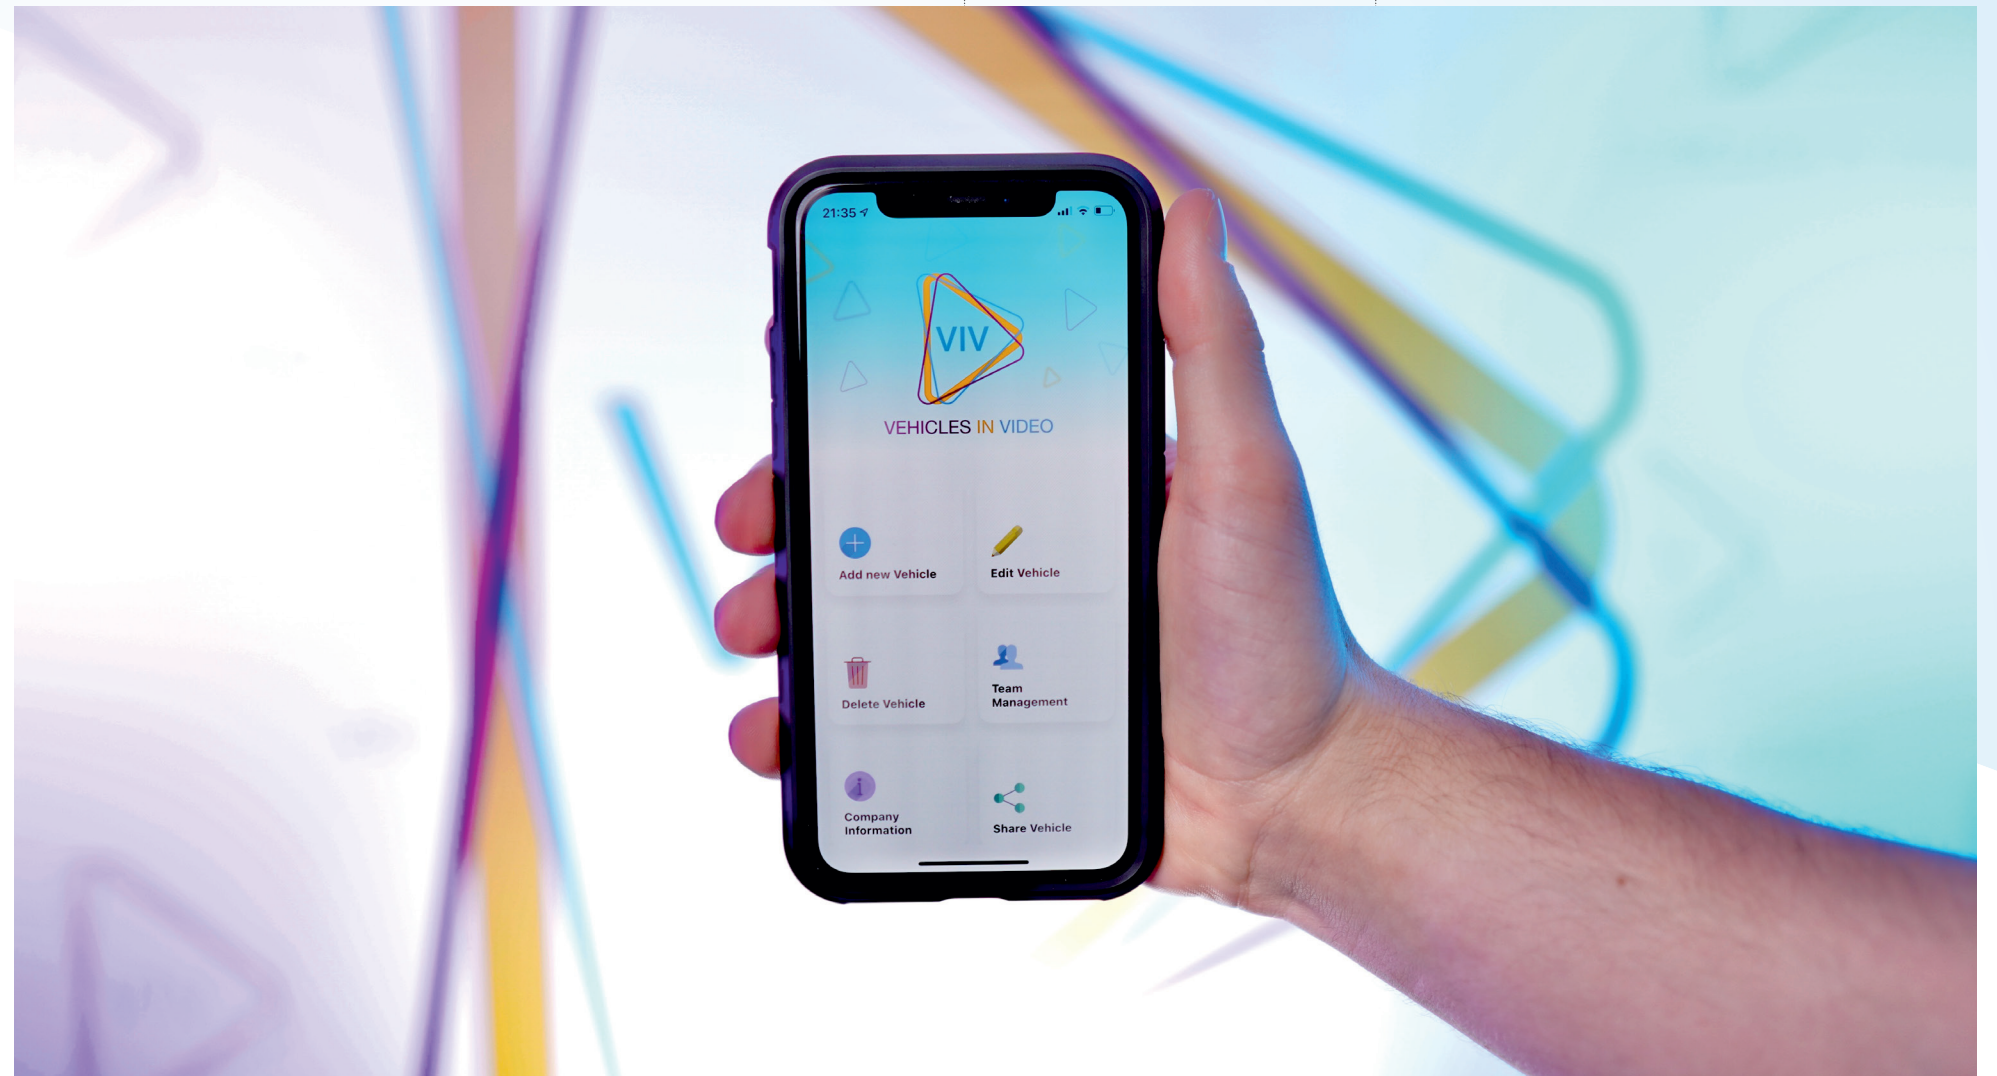 21:35
VIV
VEHICLES IN VIDEO
Add new Vehicle
Edit Vehicle
Delete Vehicle
Team
Management
Company
Information
Share Vehicle